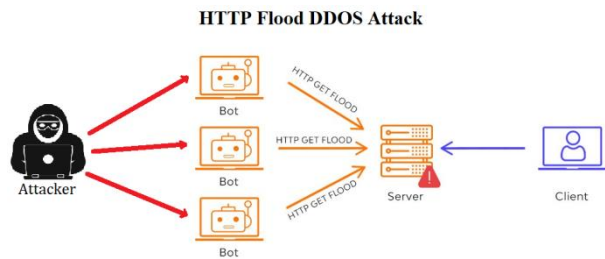 HTTP Flood DDOS Attack
Bot
HTTP GET FLOOD
Attacker
Bot
HTTP GET FLOOD
Server
Client
Bot
HTTP GET FLOOD